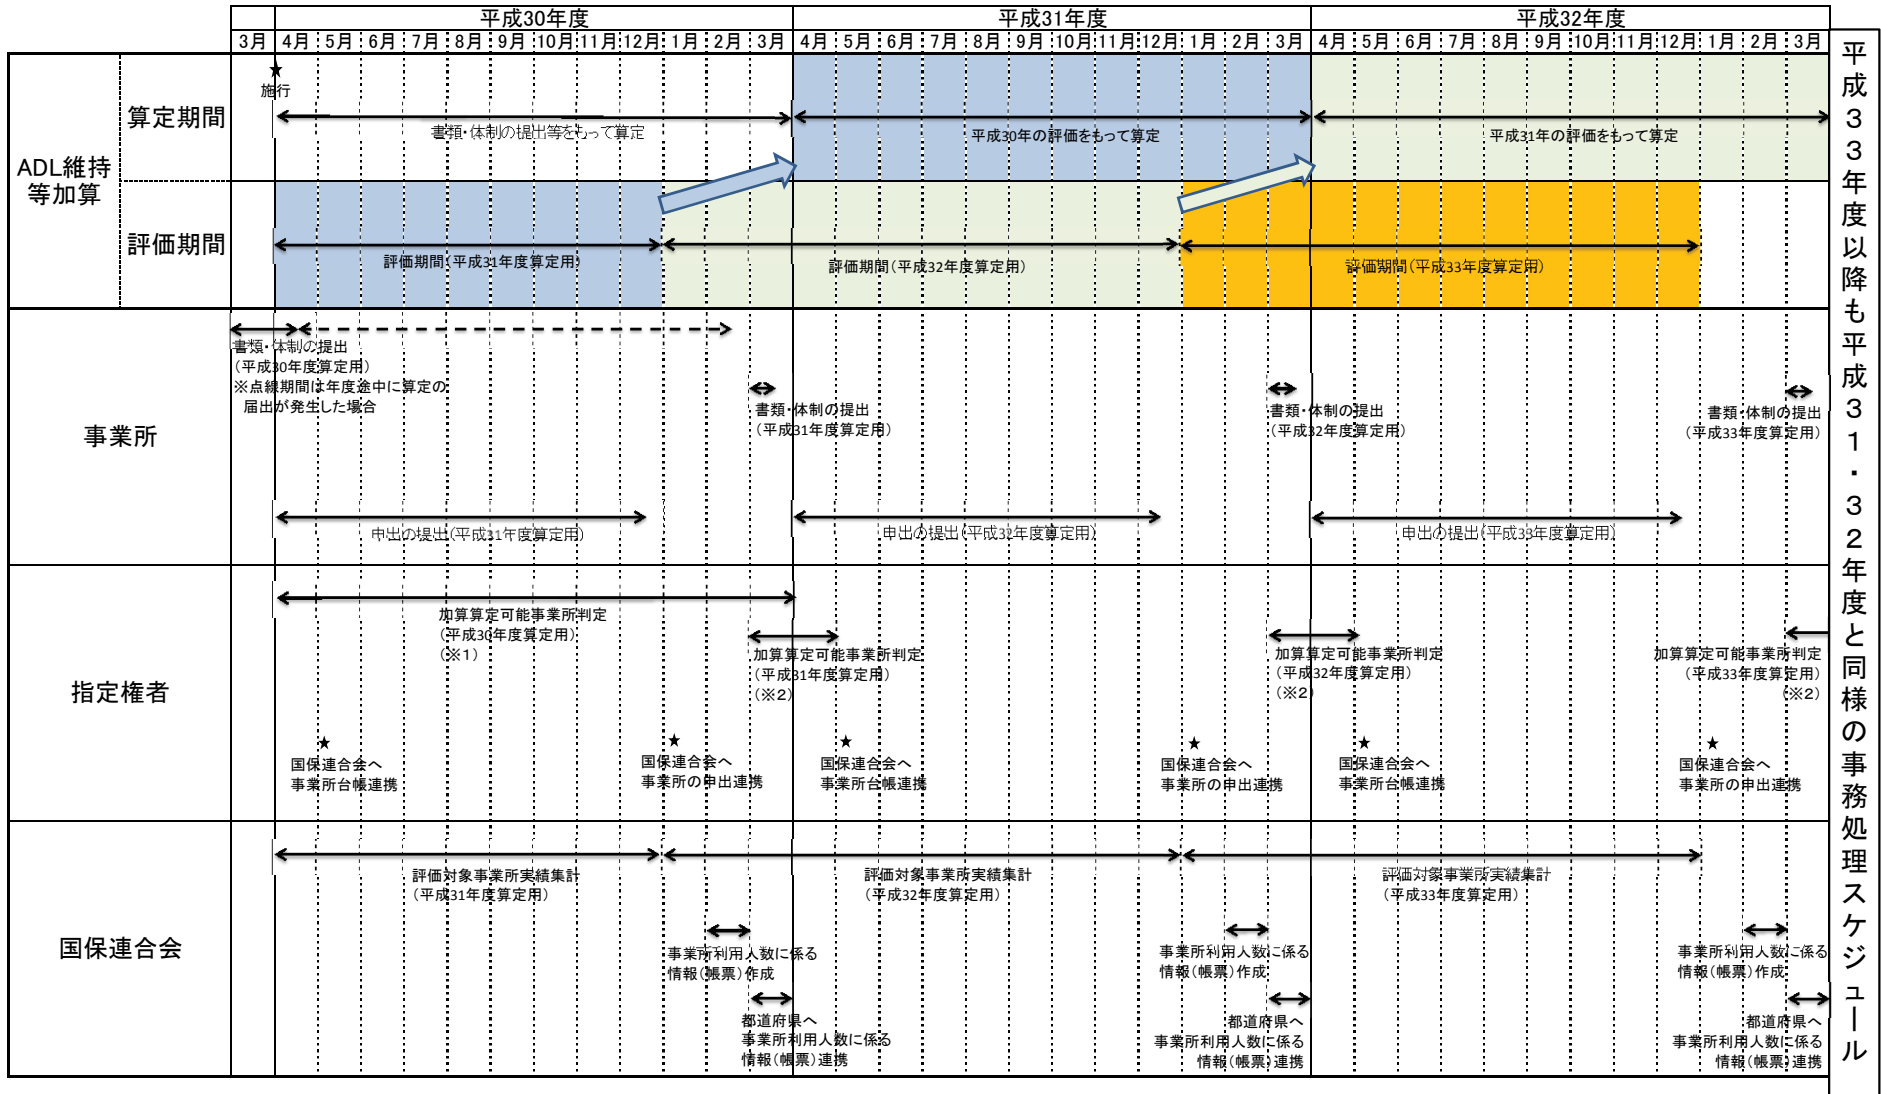 平成30年度
平成31年度
平成32年度
3月 4月 5月 6月 7月 8月 9月 10月 11月 12月 1月 2月 3月 4月 5月 6月 7月 8月 9月 10月 11月 12月 1月 2月 3月 4月 5月 6月 7月 8月 9月 10月 11月 12月 1月 2月 3月
ADL維持
等加算
算定期間
★
施行
書類・体制の提出等をもって算定
平成30年の評価をもって算定
平成31年の評価をもって算定
評価期間
評価期間(平成31年度算定用)
評価期間(平成32年度算定用)
評価期間(平成33年度算定用)
事業所
書類・体制の提出
(平成30年度算定用)
※点線期間は年度途中に算定の
届出が発生した場合
書類・体制の提出
(平成31年度算定用)
書類・体制の提出
(平成32年度算定用)
書類・体制の提出
(平成33年度算定用)
申出の提出(平成31年度算定用)
申出の提出(平成32年度算定用)
申出の提出(平成33年度算定用)
指定権者
加算算定可能事業所判定
(平成30年度算定用)
(※1)
加算算定可能事業所判定
(平成31年度算定用)
(※2)
加算算定可能事業所判定
(平成32年度算定用)
(※2)
加算算定可能事業所判定
(平成33年度算定用)
(※2)
★
国保連合会へ
事業所台帳連携
★
国保連合会へ
事業所の申出連携
★
国保連合会へ
事業所台帳連携
★
国保連合会へ
事業所の申出連携
★
国保連合会へ
事業所台帳連携
★
国保連合会へ
事業所の申出連携
国保連合会
評価対象事業所実績集計
(平成31年度算定用)
評価対象事業所実績集計
(平成32年度算定用)
評価対象事業所実績集計
(平成33年度算定用)
事業所利用人数に係る
情報(帳票)作成
事業所利用人数に係る
情報(帳票)作成
事業所利用人数に係る
情報(帳票)作成
都道府県へ
事業所利用人数に係る
情報(帳票)連携
都道府県へ
事業所利用人数に係る
情報(帳票)連携
都道府県へ
事業所利用人数に係る
情報(帳票)連携
平成33年度以降も平成31・32年度と同様の事務処理スケジュール